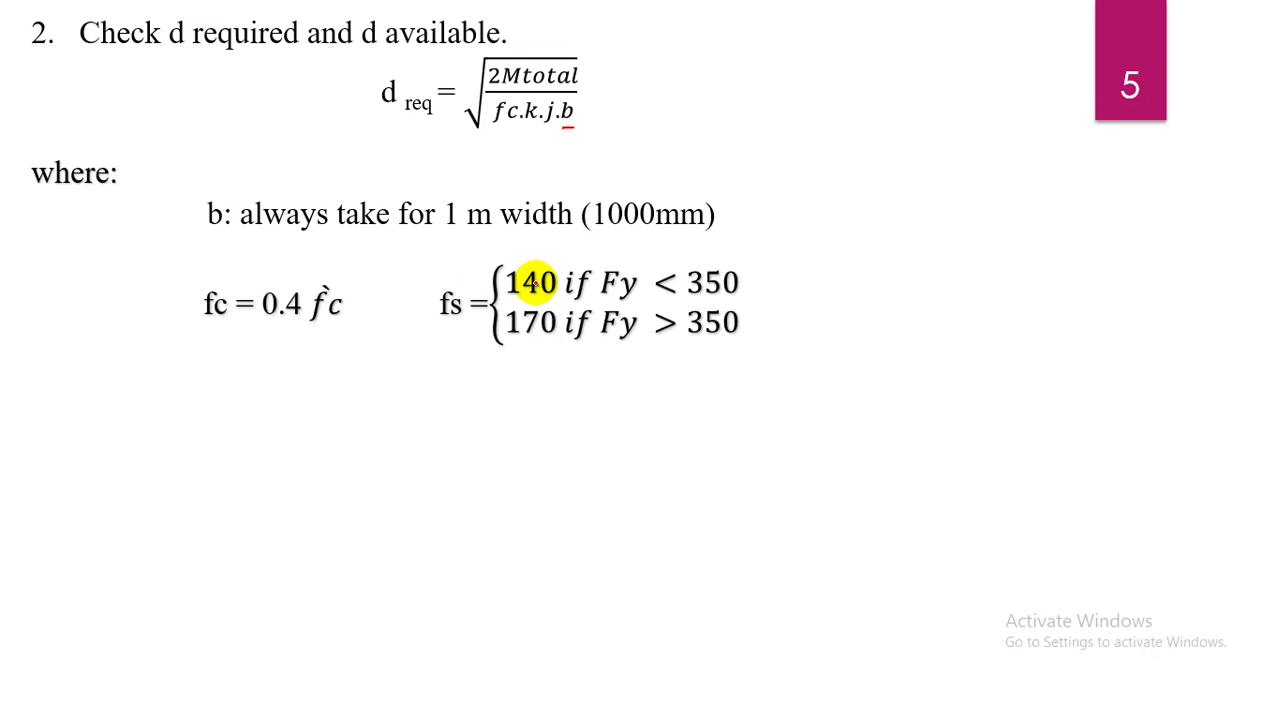 2. Check d required and d available.
5
d req = √(2Mtotal / fc.k.j.b)
where:
b: always take for 1 m width (1000mm)
fc = 0.4 f̀c fs = {140 if Fy < 350
170 if Fy > 350
Activate Windows
Go to Settings to activate Windows.